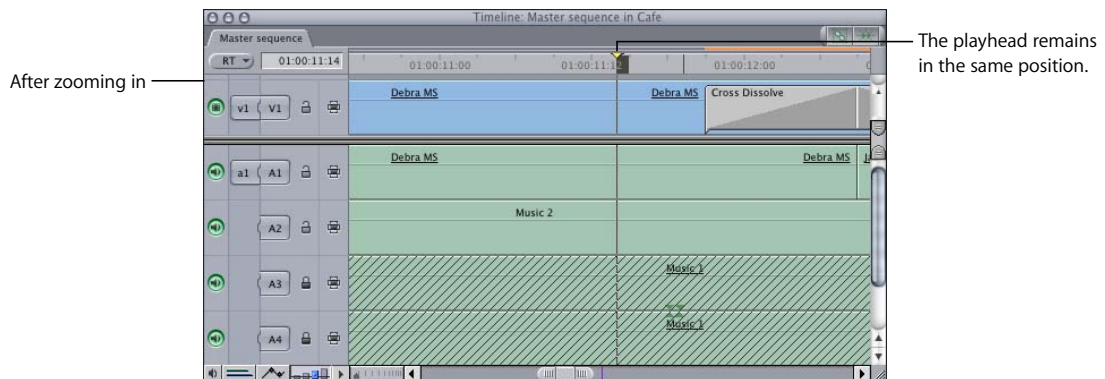 Timeline: Master sequence in Cafe
Master sequence
RT 01:00:11:14
01:00:11:00 01:00:11:12 01:00:12:00
The playhead remains
in the same position.
After zooming in
v1 V1 Debra MS Debra MS Cross Dissolve
a1 A1 Debra MS Debra MS
A2 Music 2
A3 Music 1
A4 Music 1